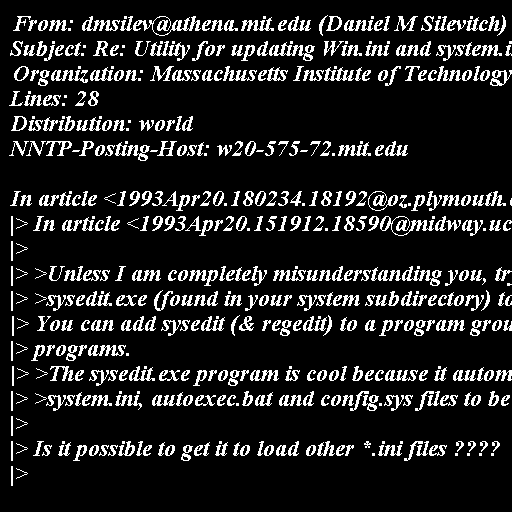 From: dmsilev@athena.mit.edu (Daniel M Silevitch)
Subject: Re: Utility for updating Win.ini and system.i
Organization: Massachusetts Institute of Technology
Lines: 28
Distribution: world
NNTP-Posting-Host: w20-575-72.mit.edu

In article <1993Apr20.180234.18192@oz.plymouth.
|> In article <1993Apr20.151912.18590@midway.uc
|>
|> >Unless I am completely misunderstanding you, try
|> >sysedit.exe (found in your system subdirectory) to
|> You can add sysedit (& regedit) to a program grou
|> programs.
|> >The sysedit.exe program is cool because it autom
|> >system.ini, autoexec.bat and config.sys files to be
|>
|> Is it possible to get it to load other *.ini files ????
|>